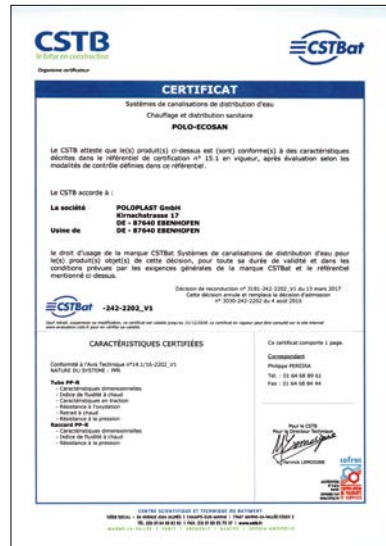 CSTB
le futur en construction
CSTBat
Organisme certificateur
CERTIFICAT
Systèmes de canalisations de distribution d'eau
Chauffage et distribution sanitaire
POLO-ECOSAN
Le CSTB atteste que le(s) produit(s) ci-dessus est (sont) conforme(s) à des caractéristiques
décrites dans le référentiel de certification n° 15.1 en vigueur, après évaluation selon les
modalités de contrôle définies dans ce référentiel.
Le CSTB accorde à :
La société POLOPLAST GmbH
Kirnachstrasse 17
DE - 87640 EBENHOFEN
Usine de DE - 87640 EBENHOFEN
le droit d'usage de la marque CSTBat Systèmes de canalisations de distribution d'eau pour
le(s) produit(s) objet(s) de cette décision, pour toute sa durée de validité et dans les
conditions prévues par les exigences générales de la marque CSTBat et le référentiel
mentionné ci-dessus.
Décision de reconduction n° 3181-242-2202_V1 du 13 mars 2017
Cette décision annule et remplace la décision d'admission
n° 3030-242-2202 du 4 août 2016
CSTBat -242-2202_V1
CARACTÉRISTIQUES CERTIFIÉES
Ce certificat comporte 1 page.
Conformité à l'Avis Technique n°14.1/16-2202_V1
NATURE DU SYSTEME : PPR
Correspondant
Philippe PEREIRA
Tél. : 01 64 68 89 61
Fax : 01 64 68 84 44
Tube PP-R
- Caractéristiques dimensionnelles
- Indice de fluidité à chaud
- Caractéristiques en traction
- Résistance à l'oxydation
- Retrait à chaud
- Résistance à la pression
Raccord PP-R
- Caractéristiques dimensionnelles
- Indice de fluidité à chaud
- Résistance à la pression
Pour le CSTB
Pour le Directeur Technique
Yannick LEMOIGNE
cofrac
CENTRE SCIENTIFIQUE ET TECHNIQUE DU BATIMENT